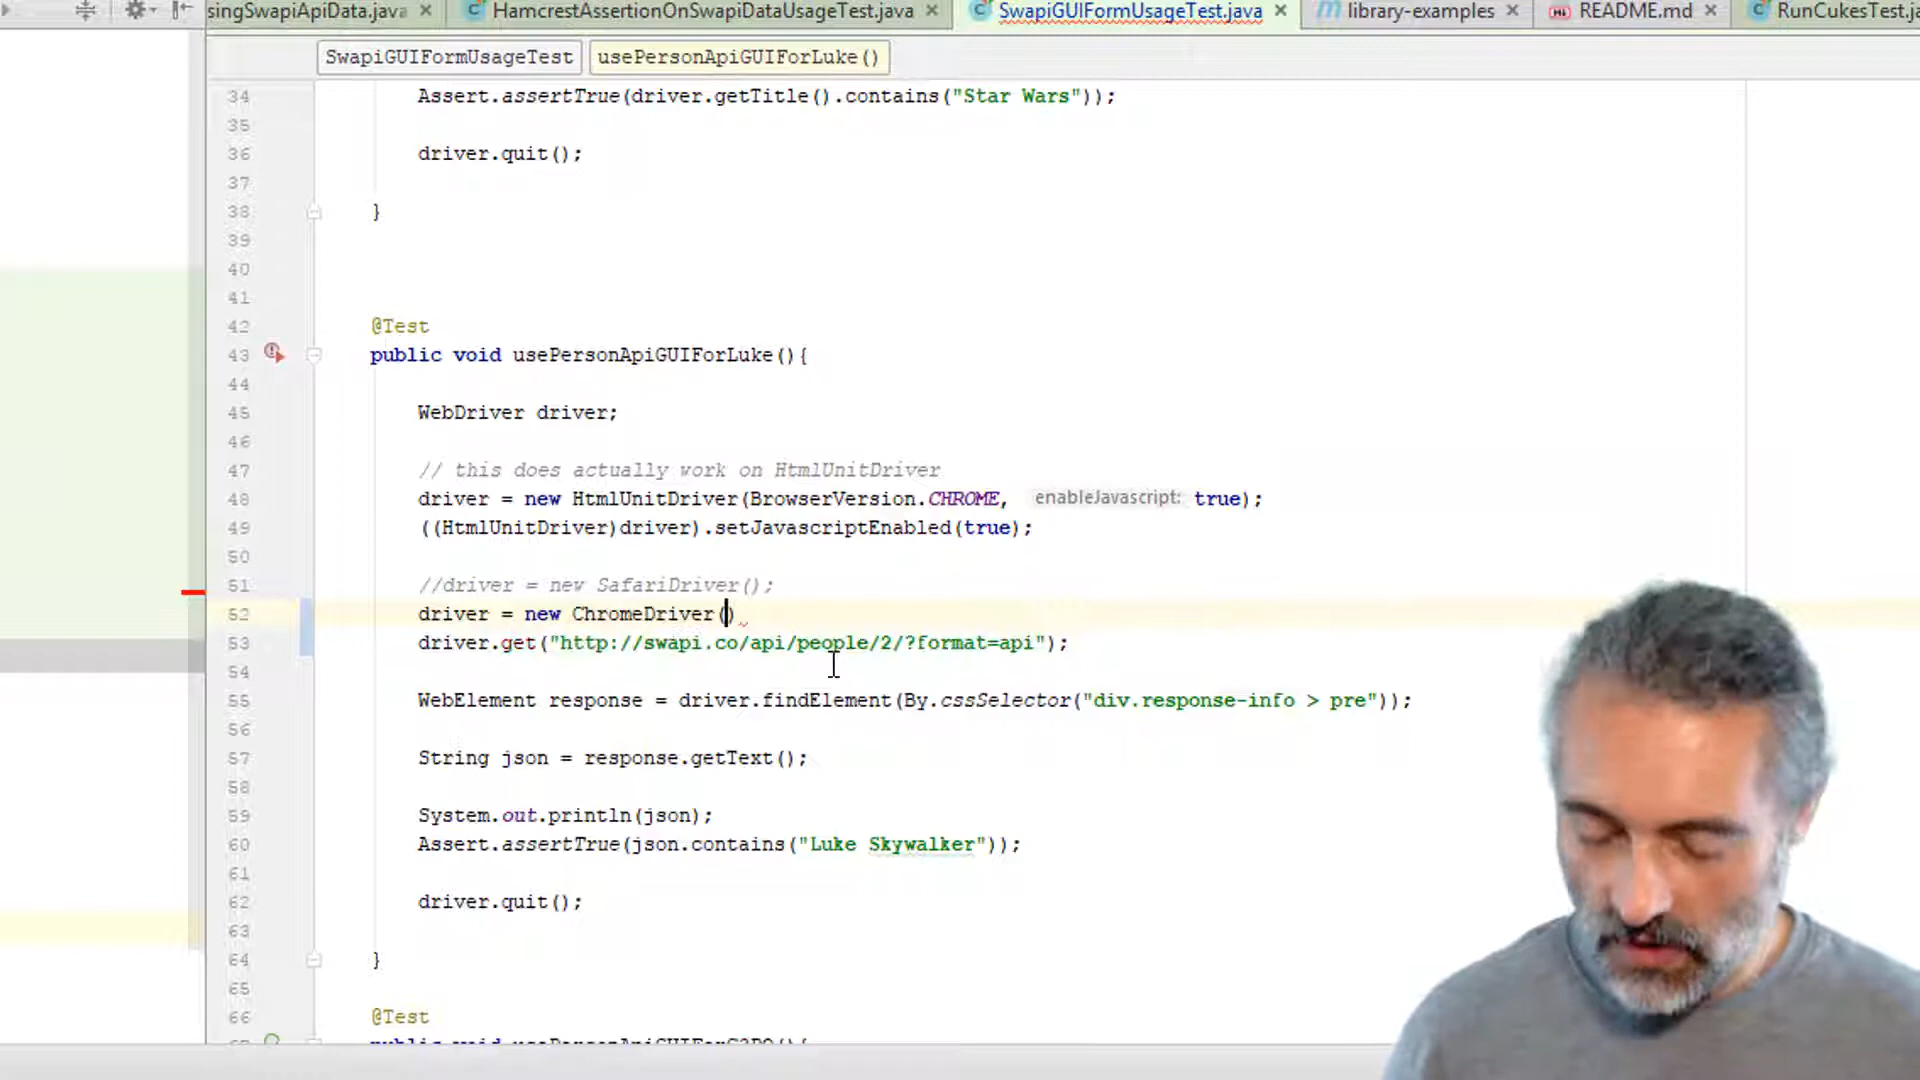 singSwapiApiData.java HamcrestAssertionOnSwapiDataUsageTest.java SwapiGUIFormUsageTest.java library-examples README.md RunCukesTest.ja
SwapiGUIFormUsageTest usePersonApiGUIForLuke()
34 Assert.assertTrue(driver.getTitle().contains("Star Wars"));
35
36 driver.quit();
37
38 }
39
40
41
42 @Test
43 public void usePersonApiGUIForLuke(){
44
45 WebDriver driver;
46
47 // this does actually work on HtmlUnitDriver
48 driver = new HtmlUnitDriver(BrowserVersion.CHROME, enableJavascript: true);
49 ((HtmlUnitDriver)driver).setJavascriptEnabled(true);
50
51 //driver = new SafariDriver();
52 driver = new ChromeDriver()
53 driver.get("http://swapi.co/api/people/2/?format=api");
54
55 WebElement response = driver.findElement(By.cssSelector("div.response-info > pre"));
56
57 String json = response.getText();
58
59 System.out.println(json);
60 Assert.assertTrue(json.contains("Luke Skywalker"));
61
62 driver.quit();
63
64 }
65
66 @Test